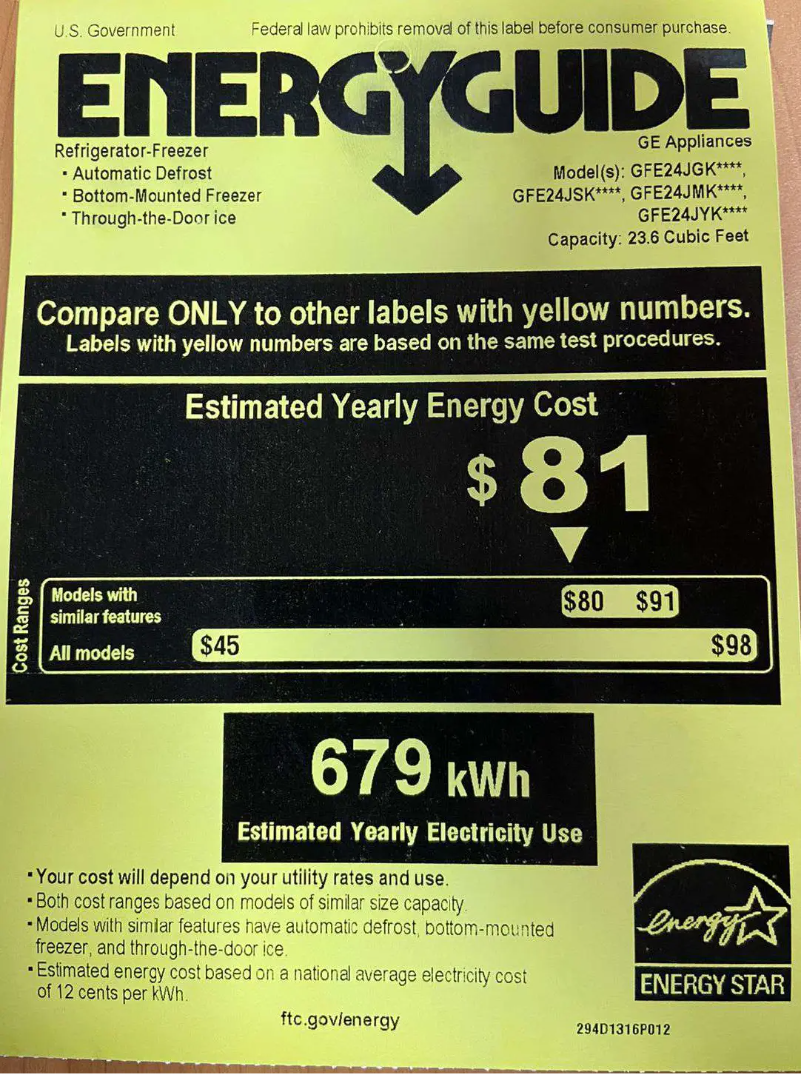 U.S. Government Federal law prohibits removal of this label before consumer purchase.
ENERGYGUIDE
Refrigerator-Freezer
▪ Automatic Defrost
▪ Bottom-Mounted Freezer
▪ Through-the-Door ice
GE Appliances
Model(s): GFE24JGK****,
GFE24JSK****, GFE24JMK****,
GFE24JYK****
Capacity: 23.6 Cubic Feet
Compare ONLY to other labels with yellow numbers.
Labels with yellow numbers are based on the same test procedures.
Estimated Yearly Energy Cost
$ 81
Cost Ranges
Models with
similar features
$80 $91
All models
$45 $98
679 kWh
Estimated Yearly Electricity Use
▪ Your cost will depend on your utility rates and use.
▪ Both cost ranges based on models of similar size capacity.
▪ Models with similar features have automatic defrost, bottom-mounted
freezer, and through-the-door ice.
▪ Estimated energy cost based on a national average electricity cost
of 12 cents per kWh.
ftc.gov/energy
294D1316P012
energy
ENERGY STAR